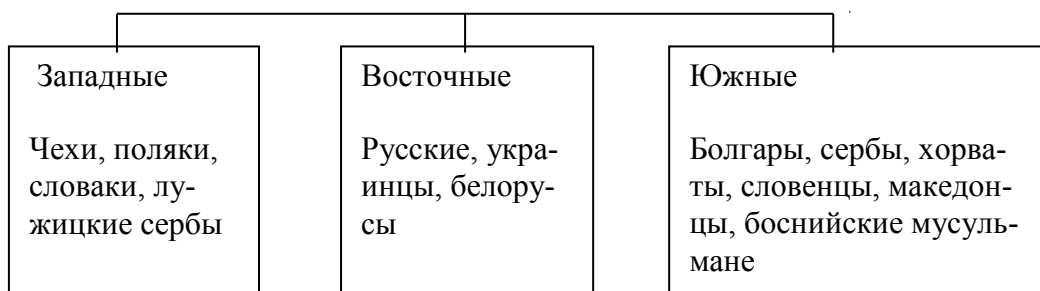 Западные
Чехи, поляки,
словаки, лу-
жицкие сербы
Восточные
Русские, укра-
инцы, белору-
сы
Южные
Болгары, сербы, хорва-
ты, словенцы, македон-
цы, боснийские мусуль-
мане